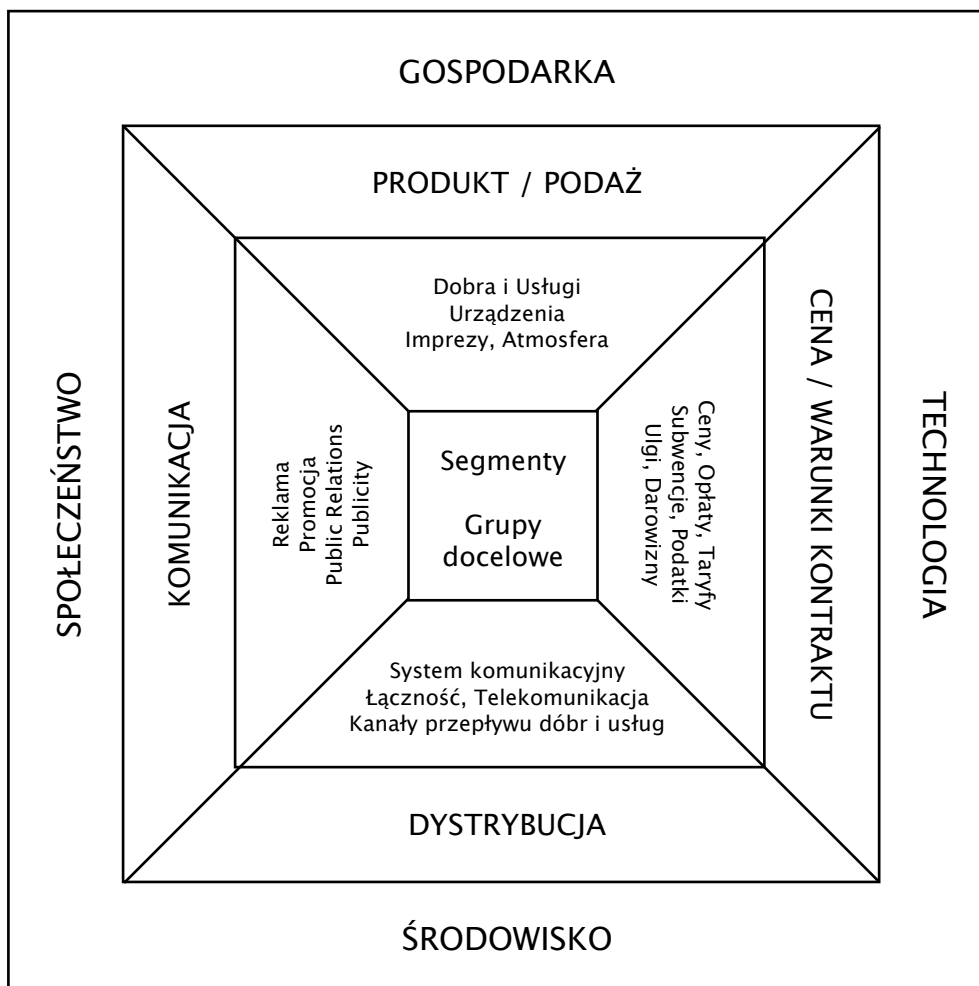 GOSPODARKA
PRODUKT / PODAŻ
Dobra i Usługi
Urządzenia
Imprezy, Atmosfera
SPOŁECZEŃSTWO
KOMUNIKACJA
Reklama
Promocja
Public Relations
Publicity
Segmenty
Grupy
docelowe
Ceny, Opłaty, Taryfy
Subwencje, Podatki
Ulgi, Darowizny
CENA / WARUNKI KONTRAKTU
TECHNOLOGIA
System komunikacyjny
Łączność, Telekomunikacja
Kanały przepływu dóbr i usług
DYSTRYBUCJA
ŚRODOWISKO